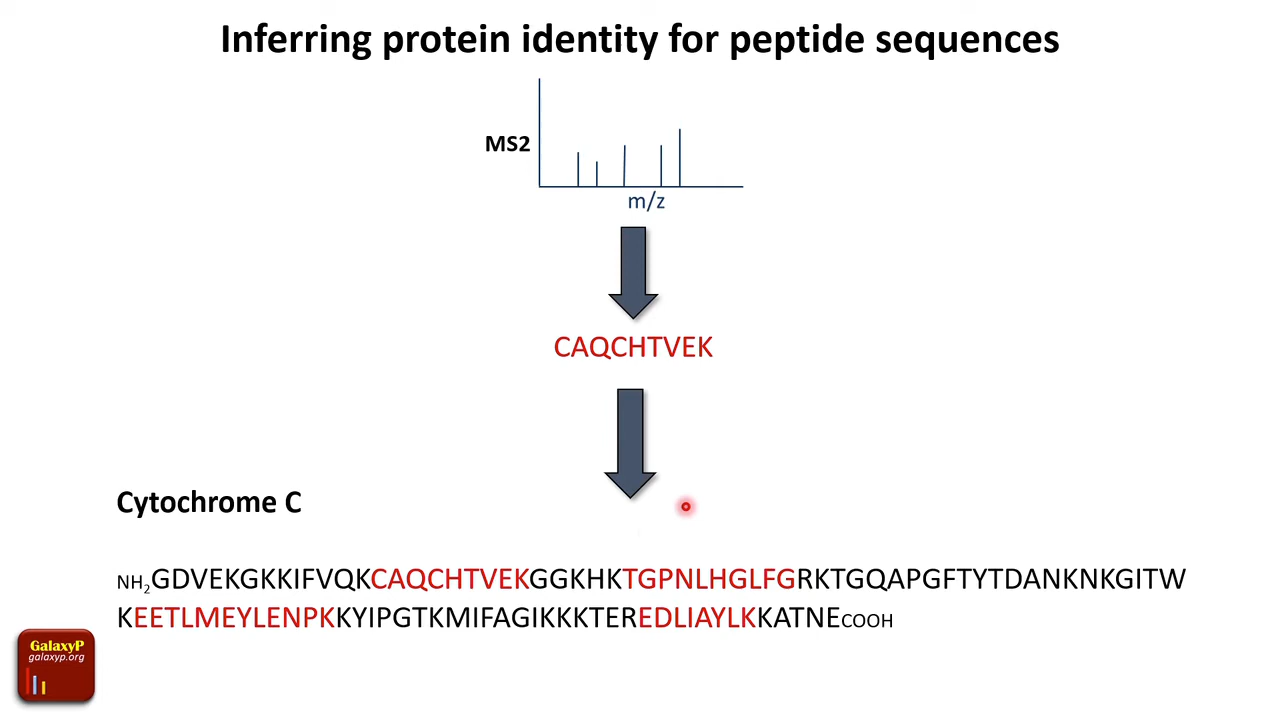 Inferring protein identity for peptide sequences
MS2
m/z
CAQCHTVEK
Cytochrome C
NH2GDVEKGKKIFVQKCAQCHTVEKGGKHKTGPNLHGLFGRKTGQAPGFTYTDANKNKGITW
KEETLMEYLENPKKYIPGTKMIFAGIKKKTEREDLIAYLKKATNECOOH
GalaxyP
galaxyp.org